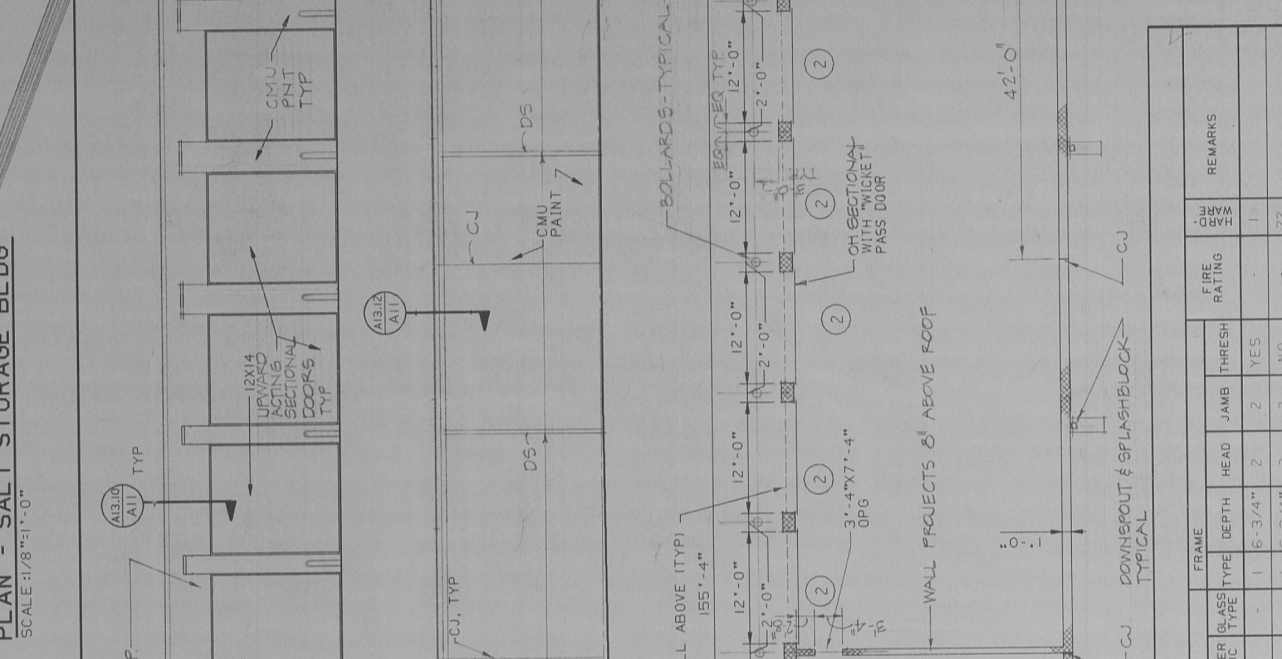 PLAN - SALT STORAGE BLDG
SCALE:1/8"=1'-0"
CMU
PNT
TYP
12X14
UPWARD
ACTING
SECTIONAL
DOORS
TYP
A13.10
A11
TYP
A13.12
A11
DS
CJ
CMU
PAINT
DS
CJ, TYP
BOLLARDS-TYPICAL
EQ TYP
12'-0"
2'-0"
12'-0"
12'-0"
12'-0"
2'-0"
12'-0"
12'-0"
2'-0"
2
2
2
2
2
OH SECTIONAL
WITH "WICKET"
PASS DOOR
ABOVE (TYP)
155'-4"
3'-4"X7'-4"
OPG
WALL PROJECTS 8" ABOVE ROOF
42'-0"
1'-0"
CJ
DOWNSPOUT & SPLASHBLOCK
TYPICAL
CJ
GLASS
TYPE
FRAME
TYPE
DEPTH
HEAD
JAMB
THRESH
FIRE
RATING
HARD-
WARE
REMARKS
1
6-3/4"
2
2
YES